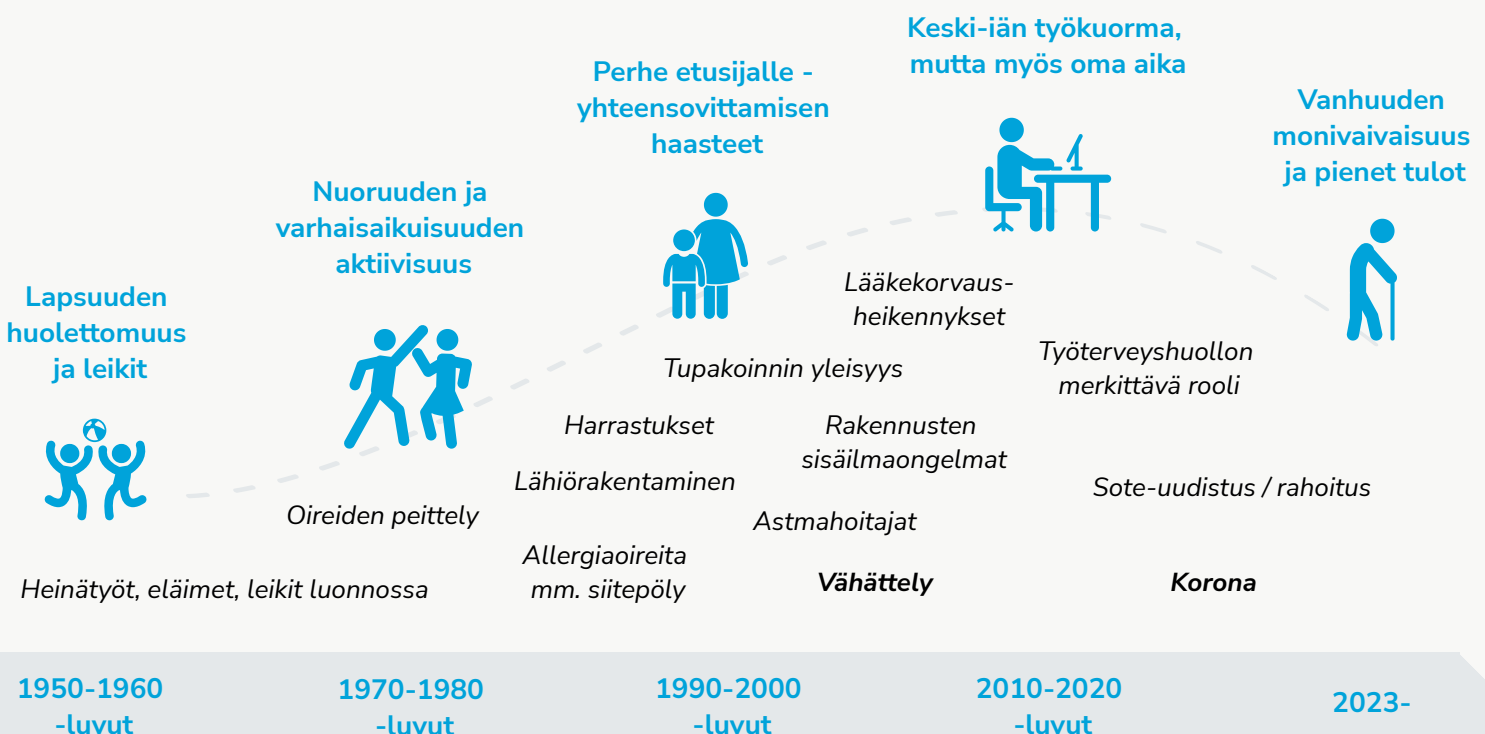 Lapsuuden
huolettomuus
ja leikit
Nuoruuden ja
varhaisaikuisuuden
aktiivisuus
Perhe etusijalle -
yhteensovittamisen
haasteet
Keski-iän työkuorma,
mutta myös oma aika
Vanhuuden
monivaivaisuus
ja pienet tulot
Lääkekorvaus-
heikennykset
Tupakoinnin yleisyys
Työterveyshuollon
merkittävä rooli
Harrastukset
Rakennusten
sisäilmaongelmat
Lähiörakentaminen
Sote-uudistus / rahoitus
Oireiden peittely
Astmahoitajat
Allergiaoireita
mm. siitepöly
Heinätyöt, eläimet, leikit luonnossa
Vähättely
Korona
1950-1960
-luvut
1970-1980
-luvut
1990-2000
-luvut
2010-2020
-luvut
2023-